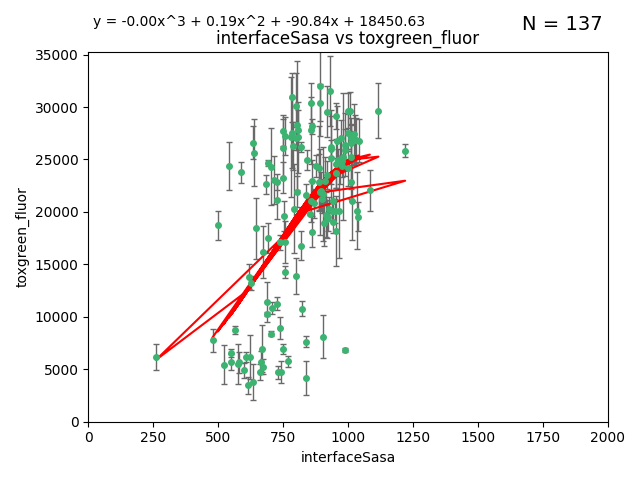 y = -0.00x^3 + 0.19x^2 + -90.84x + 18450.63
N = 137
interfaceSasa vs toxgreen_fluor
35000
30000
25000
20000
15000
10000
5000
0
toxgreen_fluor
0 250 500 750 1000 1250 1500 1750 2000
interfaceSasa